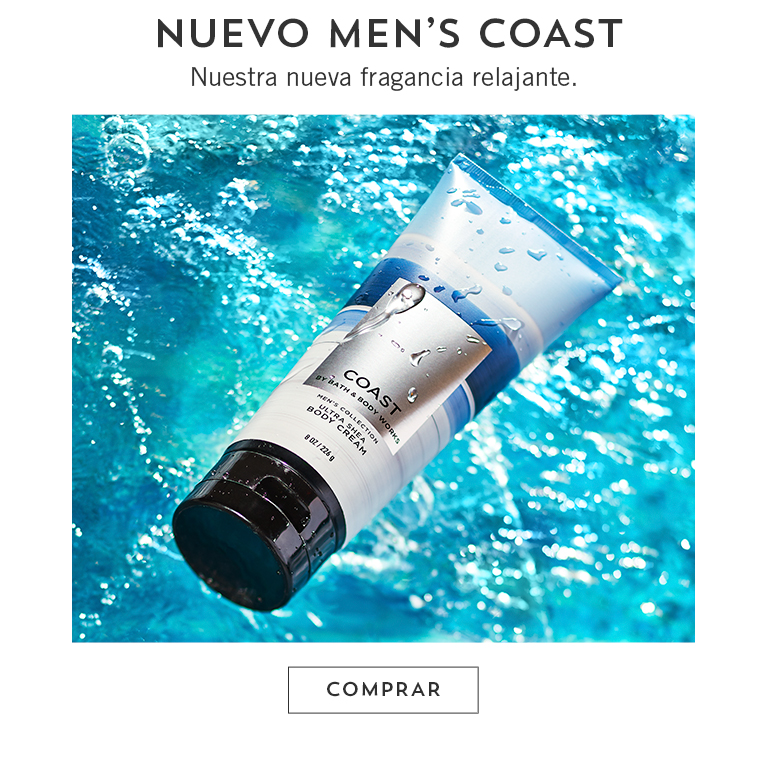 NUEVO MEN’S COAST
Nuestra nueva fragancia relajante.
COAST
BY BATH & BODY WORKS
MEN'S COLLECTION
ULTRA SHEA
BODY CREAM
8 OZ / 226 g
COMPRAR